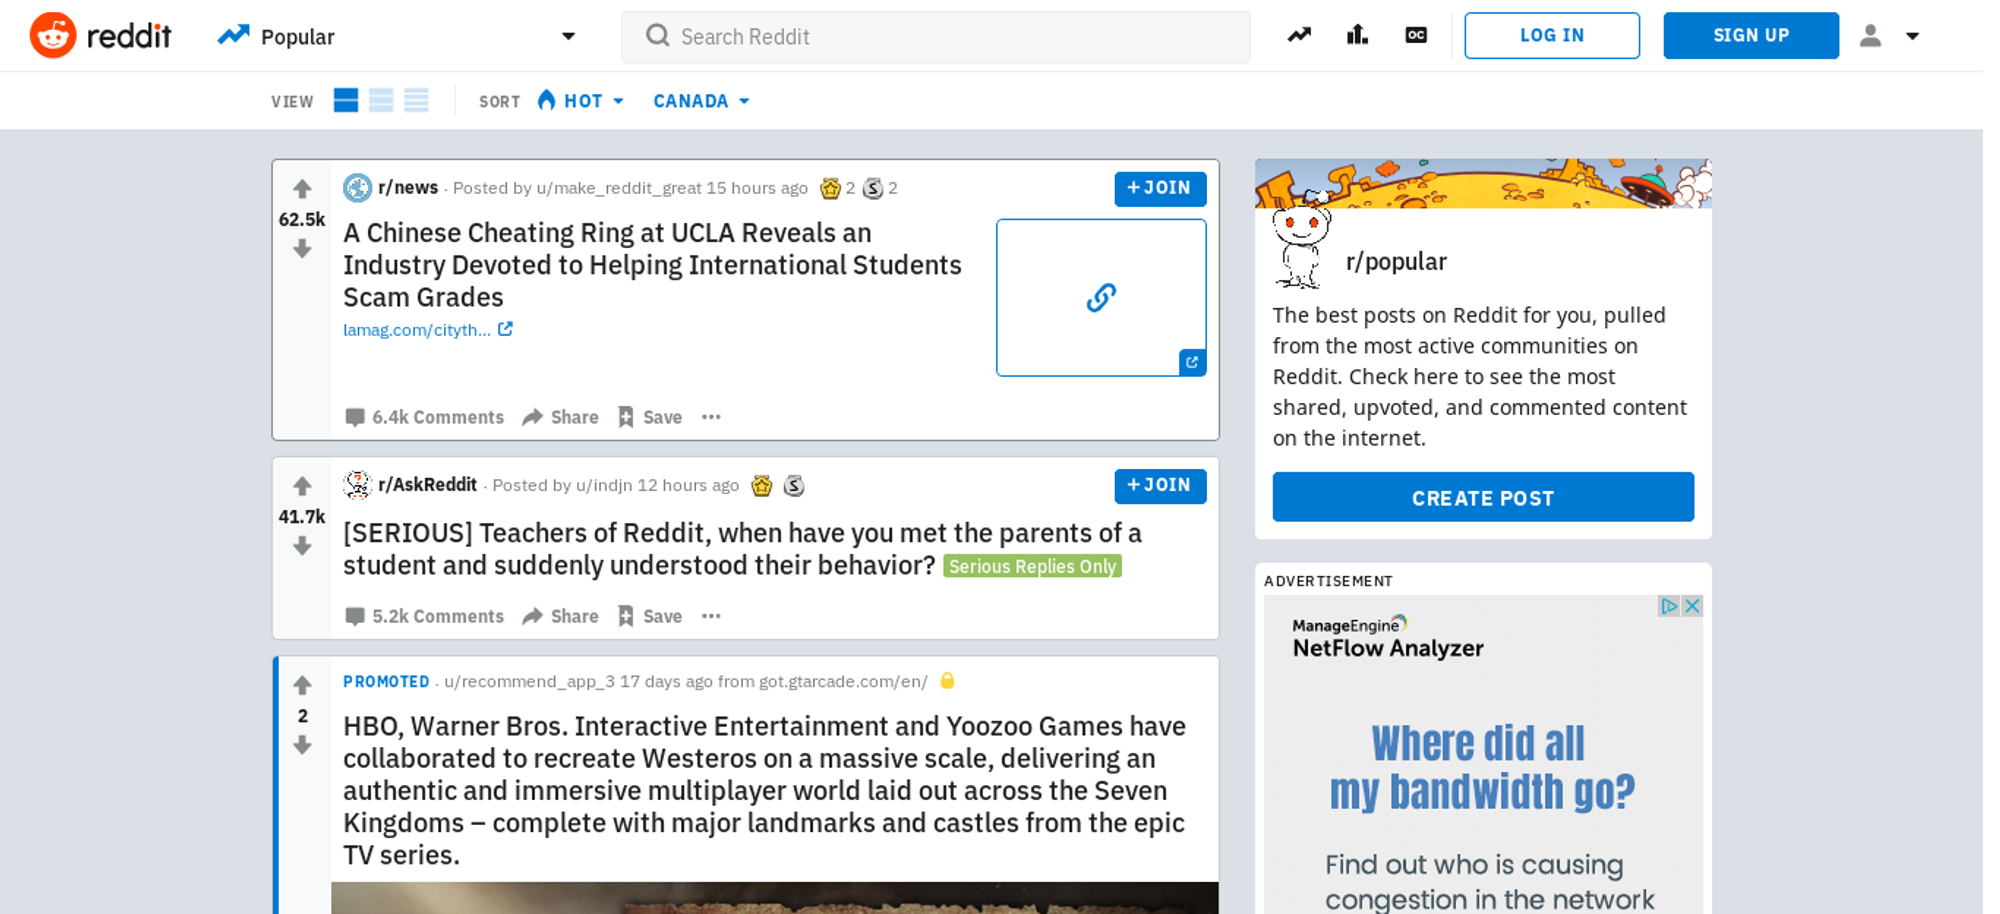 reddit Popular Search Reddit OC LOG IN SIGN UP
VIEW SORT HOT CANADA
r/news · Posted by u/make_reddit_great 15 hours ago 2 S 2 +JOIN
62.5k
A Chinese Cheating Ring at UCLA Reveals an
Industry Devoted to Helping International Students
Scam Grades
lamag.com/cityth...
6.4k Comments Share Save ···
r/AskReddit · Posted by u/indjn 12 hours ago S +JOIN
41.7k
[SERIOUS] Teachers of Reddit, when have you met the parents of a
student and suddenly understood their behavior? Serious Replies Only
5.2k Comments Share Save ···
PROMOTED · u/recommend_app_3 17 days ago from got.gtarcade.com/en/
2
HBO, Warner Bros. Interactive Entertainment and Yoozoo Games have
collaborated to recreate Westeros on a massive scale, delivering an
authentic and immersive multiplayer world laid out across the Seven
Kingdoms – complete with major landmarks and castles from the epic
TV series.
r/popular
The best posts on Reddit for you, pulled
from the most active communities on
Reddit. Check here to see the most
shared, upvoted, and commented content
on the internet.
CREATE POST
ADVERTISEMENT
ManageEngine
NetFlow Analyzer
Where did all
my bandwidth go?
Find out who is causing
congestion in the network